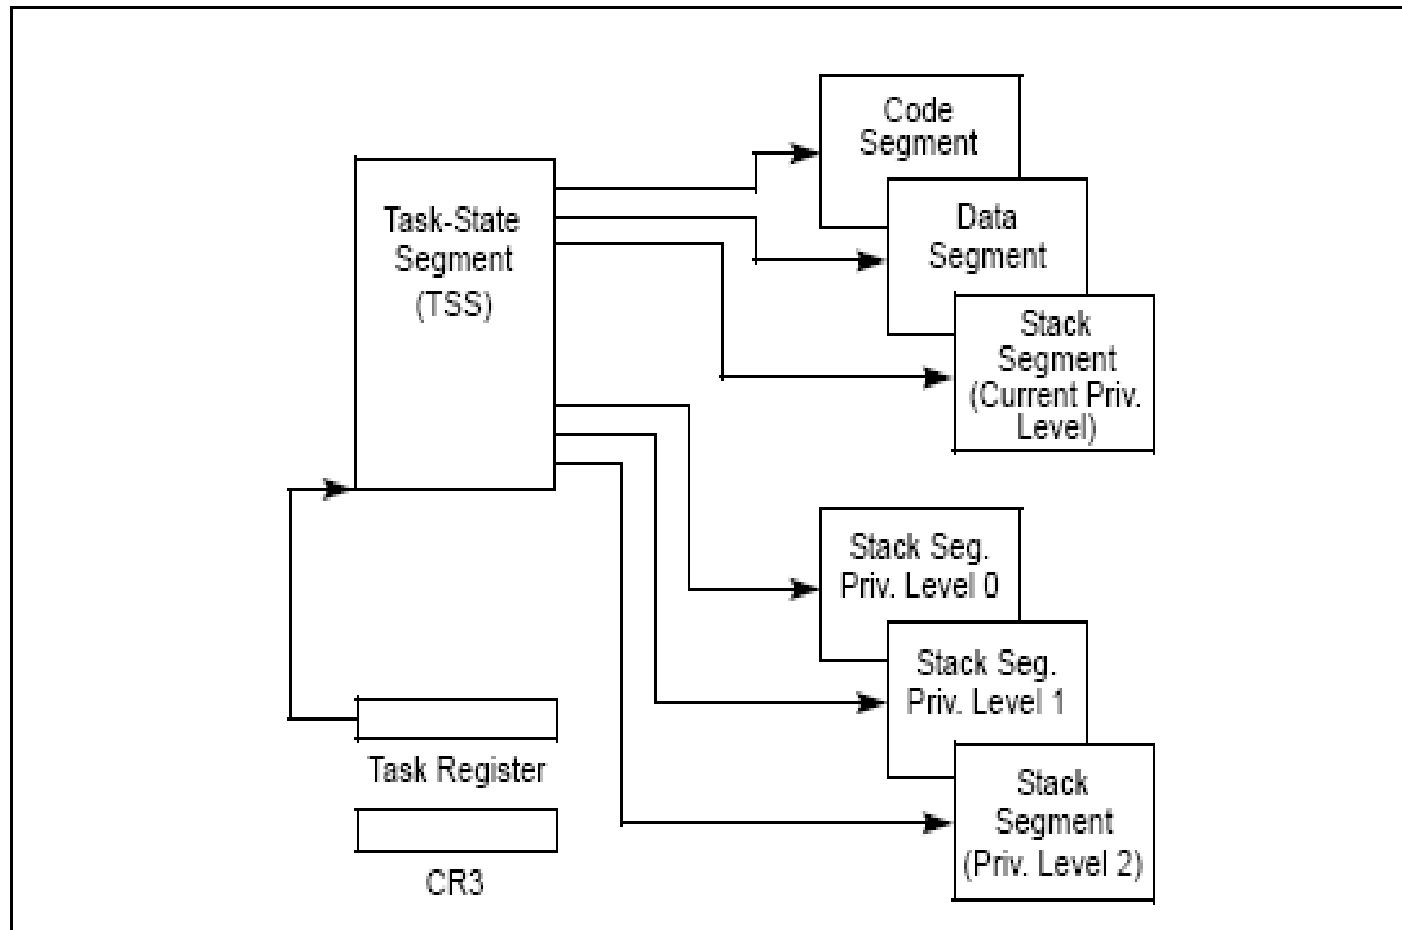 Code
Segment
Task-State
Segment
(TSS)
Data
Segment
Stack
Segment
(Current Priv.
Level)
Stack Seg.
Priv. Level 0
Stack Seg.
Priv. Level 1
Task Register
Stack
Segment
(Priv. Level 2)
CR3